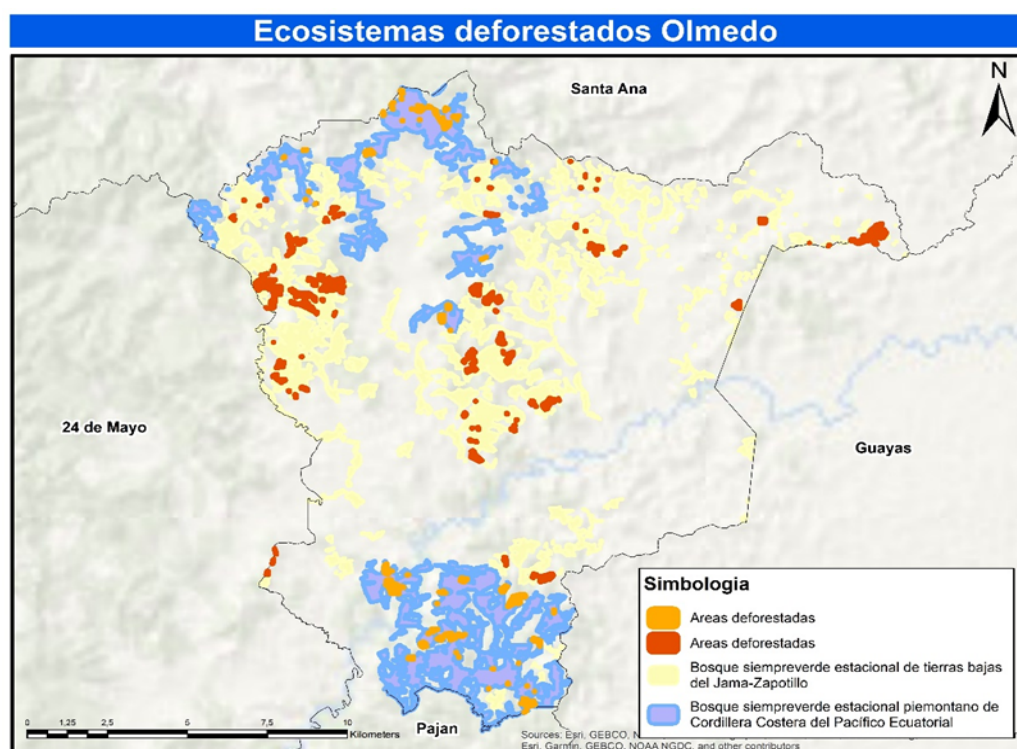 Ecosistemas deforestados Olmedo
Santa Ana
N
24 de Mayo
Guayas
Simbologia
Areas deforestadas
Areas deforestadas
Bosque siempreverde estacional de tierras bajas
del Jama-Zapotillo
Bosque siempreverde estacional piemontano de
Cordillera Costera del Pacífico Ecuatorial
0 1,25 2,5 5 7,5 10
Kilometers
Pajan
Sources: Esri, GEBCO,
Esri, Garmin, GEBCO, NOAA NGDC, and other contributors